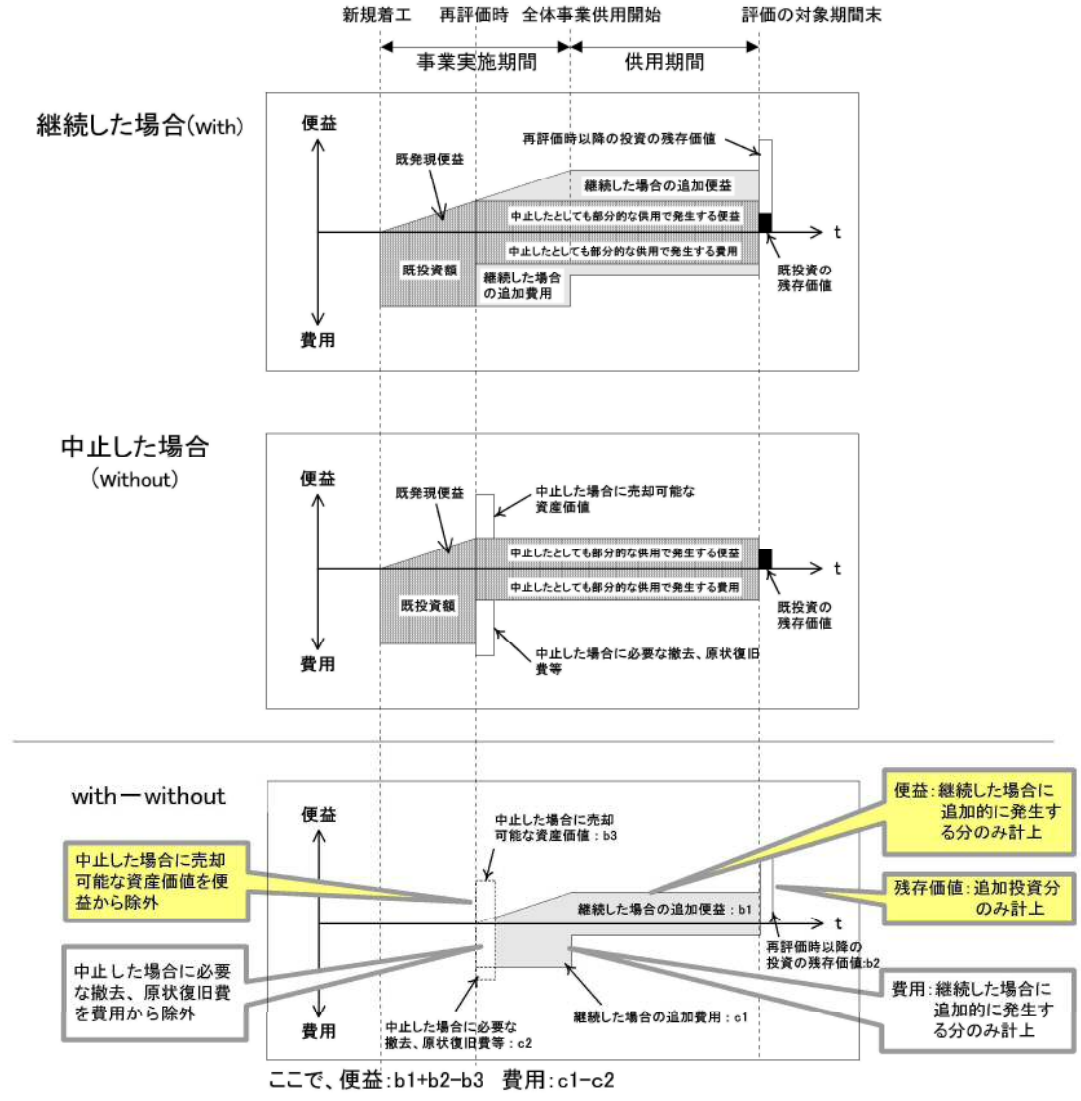 新規着工 再評価時 全体事業供用開始 評価の対象期間末
事業実施期間 供用期間
継続した場合(With)
便益
既発現便益
再評価時以降の投資の残存価値
継続した場合の追加便益
中止したとしても部分的な供用で発生する便益
t
中止したとしても部分的な供用で発生する費用
既投資額
継続した場合
の追加費用
既投資の
残存価値
費用
中止した場合
(Without)
便益
既発現便益
中止した場合に売却可能な
資産価値
中止したとしても部分的な供用で発生する便益
t
中止したとしても部分的な供用で発生する費用
既投資額
既投資の
残存価値
費用
中止した場合に必要な撤去、原状復旧
費等
with－without
便益
中止した場合に売却
可能な資産価値：b3
便益：継続した場合に
追加的に発生す
る分のみ計上
中止した場合に売却
可能な資産価値を便
益から除外
残存価値：追加投資分
のみ計上
継続した場合の追加便益：b1
t
再評価時以降の
投資の残存価値:b2
中止した場合に必要
な撤去、原状復旧費
を費用から除外
費用：継続した場合に
追加的に発生す
る分のみ計上
費用
中止した場合に必要な
撤去、原状復旧費等：c2
継続した場合の追加費用：c1
ここで、便益：b1+b2−b3 費用：c1−c2